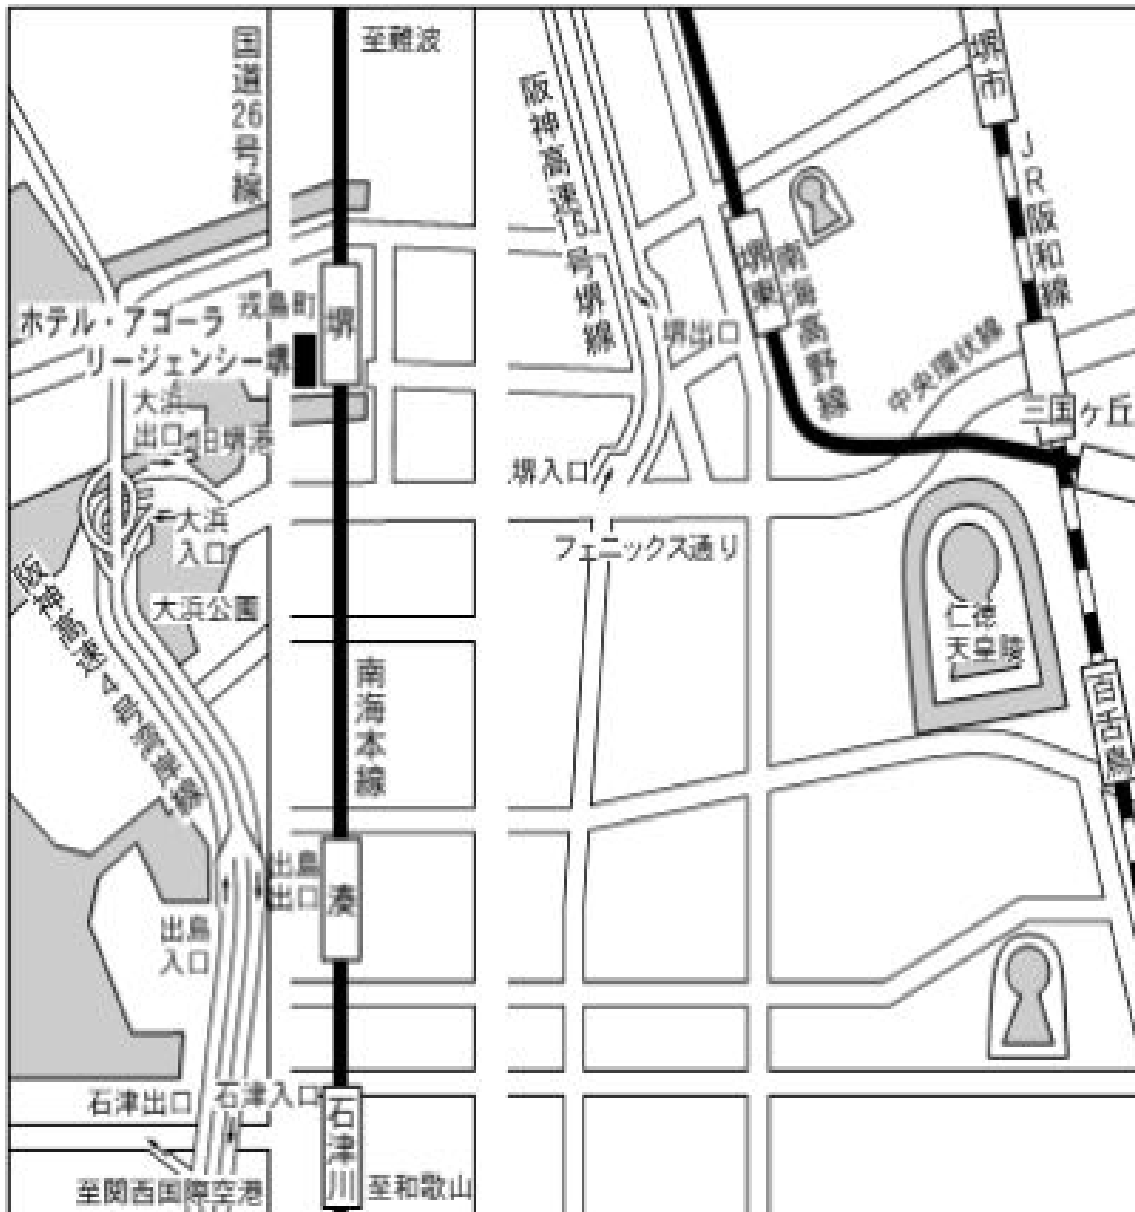 国道26号線
至難波
阪神高速15号堺線
堺市
JR阪和線
堺東
南海高野線
戎島町
堺
ホテル・アゴーラ
リージェンシー堺
堺出口
中央環状線
三国ヶ丘
大浜
出口
旧堺港
堺入口
大浜
入口
フェニックス通り
大浜公園
阪神高速4号湾岸線
仁徳
天皇陵
南海本線
百舌鳥
出島
出口
湊
出島
入口
石津出口
石津入口
石津川
至関西国際空港
至和歌山